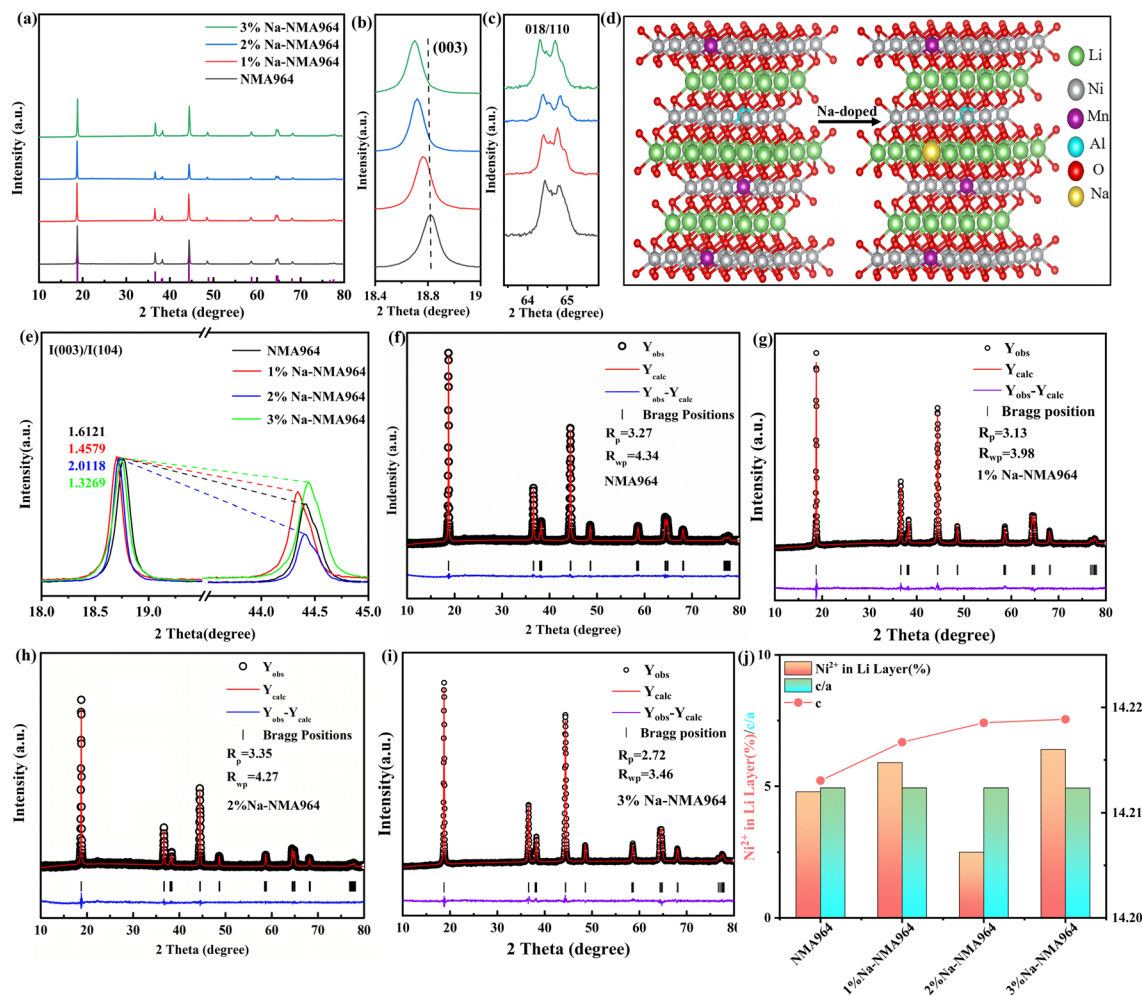 (a)
3% Na-NMA964
2% Na-NMA964
1% Na-NMA964
NMA964
Intensity (a.u.)
10 20 30 40 50 60 70 80
2 Theta (degree)
(b)
(003)
Intensity(a.u.)
18.4 18.8 19
2 Theta (degree)
(c)
018/110
Intensity (a.u.)
64 65
2 Theta (degree)
(d)
Na-doped
Li
Ni
Mn
Al
O
Na
(e)
I(003)/I(104)
NMA964
1% Na-NMA964
2% Na-NMA964
3% Na-NMA964
1.6121
1.4579
2.0118
1.3269
Intensity (a.u.)
18.0 18.5 19.0 44.0 44.5 45.0
2 Theta(degree)
(f)
Yobs
Ycalc
Yobs-Ycalc
Bragg Positions
Rp=3.27
Rwp=4.34
NMA964
Indensity (a.u.)
10 20 30 40 50 60 70 80
2 Theta (degree)
(g)
Yobs
Ycalc
Yobs-Ycalc
Bragg position
Rp=3.13
Rwp=3.98
1% Na-NMA964
Intensity (a.u.)
10 20 30 40 50 60 70 80
2 Theta (degree)
(h)
Yobs
Ycalc
Yobs-Ycalc
Bragg Positions
Rp=3.35
Rwp=4.27
2%Na-NMA964
Intensity (a.u.)
10 20 30 40 50 60 70 80
2 Theta (degree)
(i)
Yobs
Ycalc
Yobs-Ycalc
Bragg position
Rp=2.72
Rwp=3.46
3% Na-NMA964
Intensity(a.u.)
10 20 30 40 50 60 70 80
2 Theta (degree)
(j)
Ni²⁺ in Li Layer(%)
c/a
c
Ni²⁺ in Li Layer(%)/c/a
10
5
0
14.22
14.21
14.20
NMA964
1%Na-NMA964
2%Na-NMA964
3%Na-NMA964